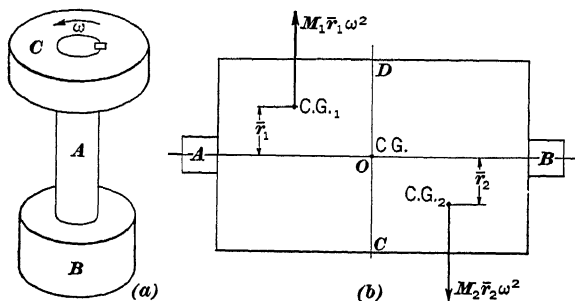 ω
C
A
B
(a)
M₁r̄₁ω²
D
C.G.₁
r̄₁
A
C.G.
O
B
r̄₂
C.G.₂
C
M₂r̄₂ω²
(b)